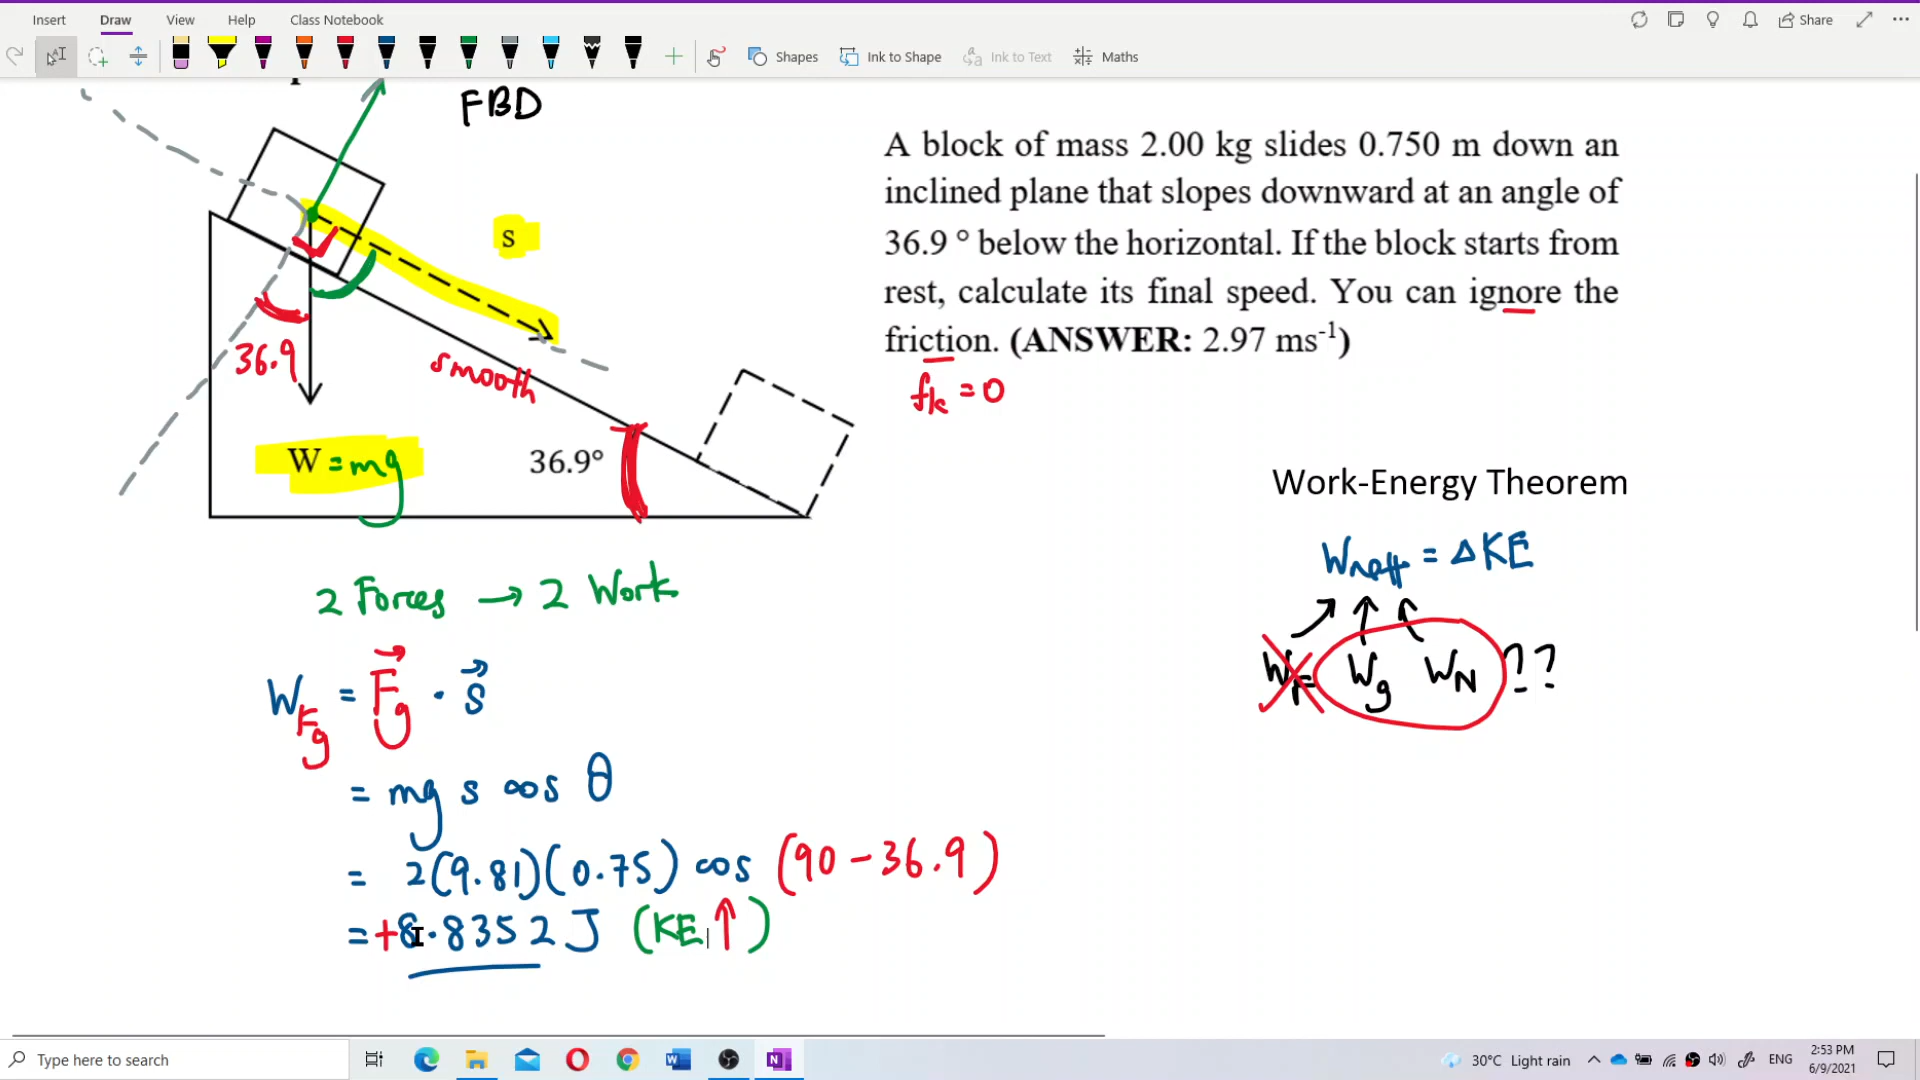 Insert Draw View Help Class Notebook Share
Shapes Ink to Shape Ink to Text Maths
FBD
A block of mass 2.00 kg slides 0.750 m down an
inclined plane that slopes downward at an angle of
36.9 ° below the horizontal. If the block starts from
rest, calculate its final speed. You can ignore the
friction. (ANSWER: 2.97 ms⁻¹)
fk = 0
s
36.9
smooth
W = mg
36.9°
Work-Energy Theorem
Wnett = ΔKE
Wf Wg WN ??
2 Forces → 2 Work
WFg = Fg · s
= mg s cos θ
= 2(9.81)(0.75) cos (90 - 36.9)
= +8.8352 J (KE ↑)
Type here to search
30°C Light rain ENG 2:53 PM
6/9/2021